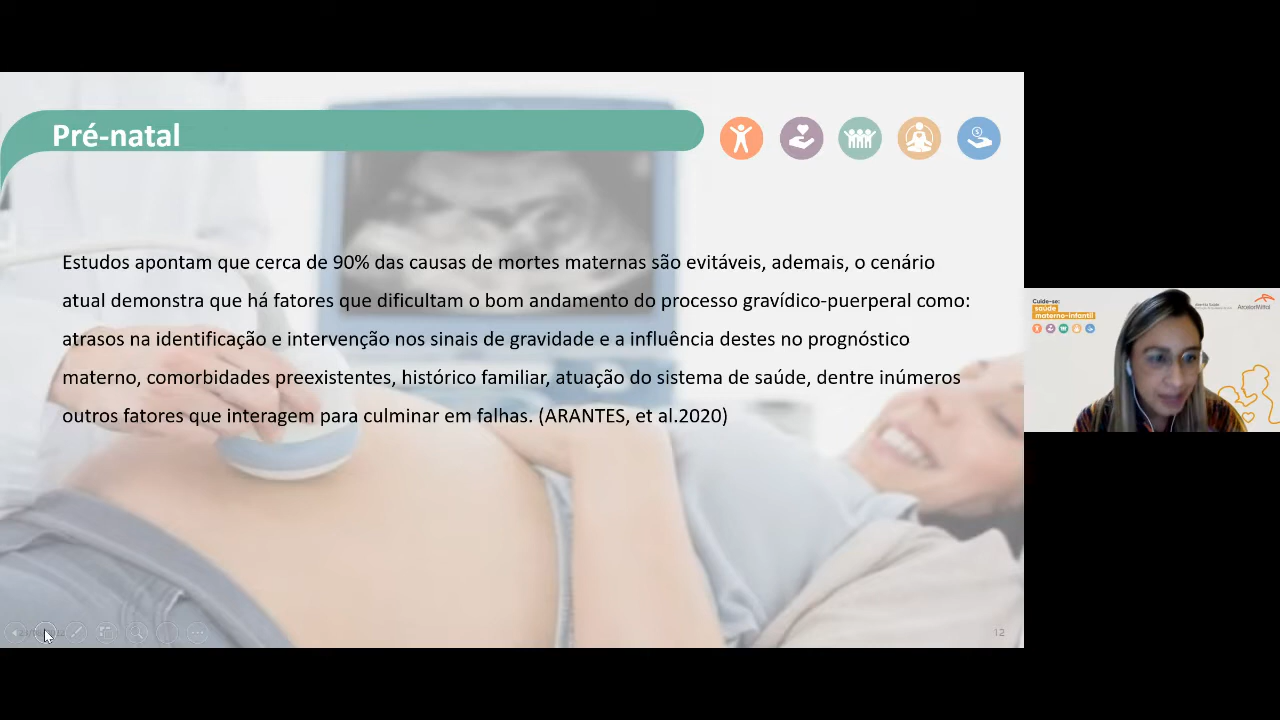 Pré-natal
Estudos apontam que cerca de 90% das causas de mortes maternas são evitáveis, ademais, o cenário
atual demonstra que há fatores que dificultam o bom andamento do processo gravídico-puerperal como:
atrasos na identificação e intervenção nos sinais de gravidade e a influência destes no prognóstico
materno, comorbidades preexistentes, histórico familiar, atuação do sistema de saúde, dentre inúmeros
outros fatores que interagem para culminar em falhas. (ARANTES, et al.2020)
12
Cuide-se:
saúde
materno-infantil
ArcelorMittal